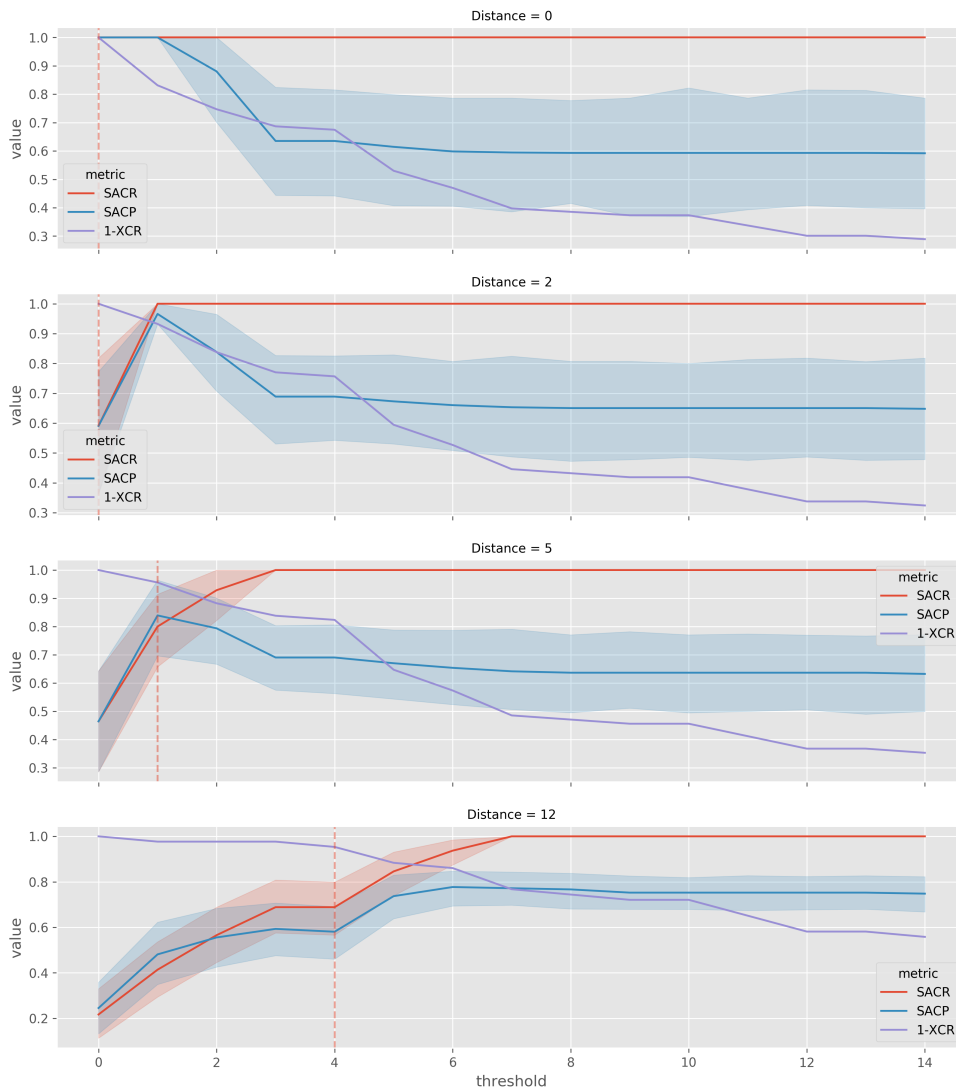 Distance = 0
1.0
0.9
0.8
0.7
0.6
0.5
0.4
0.3
value
metric
SACR
SACP
1-XCR
Distance = 2
1.0
0.9
0.8
0.7
0.6
0.5
0.4
0.3
value
metric
SACR
SACP
1-XCR
Distance = 5
1.0
0.9
0.8
0.7
0.6
0.5
0.4
0.3
value
metric
SACR
SACP
1-XCR
Distance = 12
1.0
0.8
0.6
0.4
0.2
value
metric
SACR
SACP
1-XCR
0 2 4 6 8 10 12 14
threshold